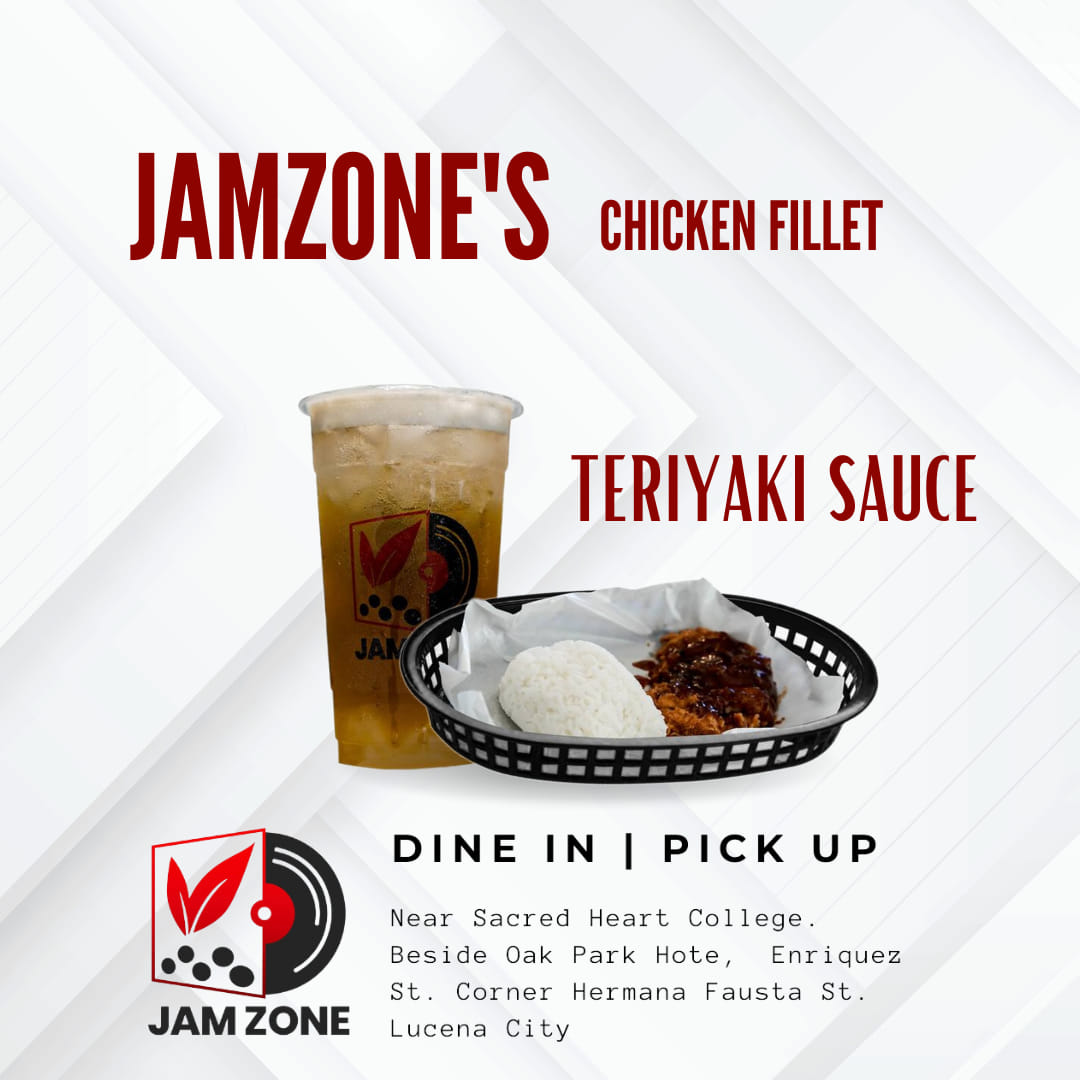 JAMZONE'S
CHICKEN FILLET
TERIYAKI SAUCE
JAM
DINE IN | PICK UP
Near Sacred Heart College.
Beside Oak Park Hote, Enriquez
St. Corner Hermana Fausta St.
Lucena City
JAM ZONE